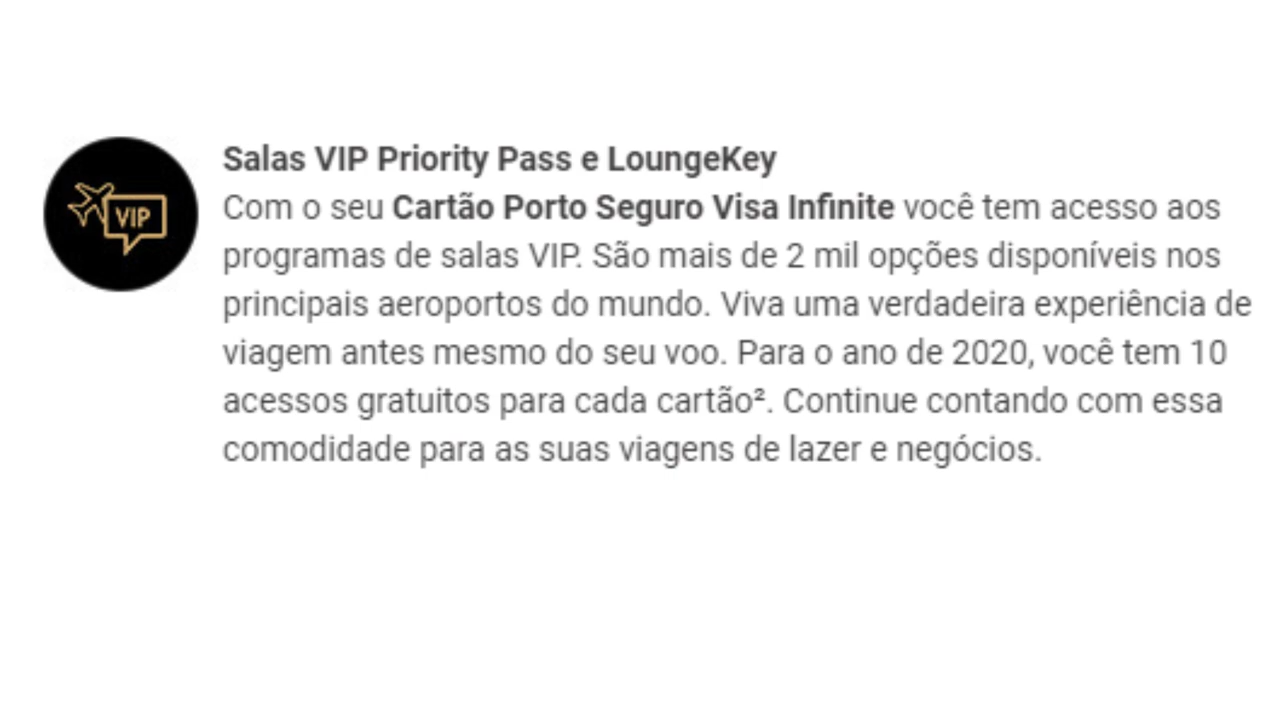 VIP
Salas VIP Priority Pass e LoungeKey
Com o seu Cartão Porto Seguro Visa Infinite você tem acesso aos
programas de salas VIP. São mais de 2 mil opções disponíveis nos
principais aeroportos do mundo. Viva uma verdadeira experiência de
viagem antes mesmo do seu voo. Para o ano de 2020, você tem 10
acessos gratuitos para cada cartão². Continue contando com essa
comodidade para as suas viagens de lazer e negócios.